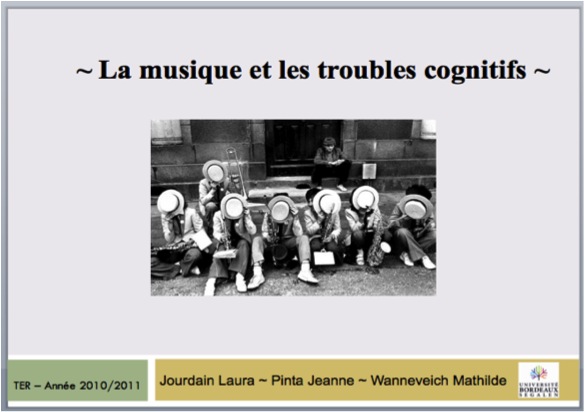 ~ La musique et les troubles cognitifs ~
TER – Année 2010/2011
Jourdain Laura ~ Pinta Jeanne ~ Wanneveich Mathilde
UNIVERSITÉ
BORDEAUX
SEGALEN